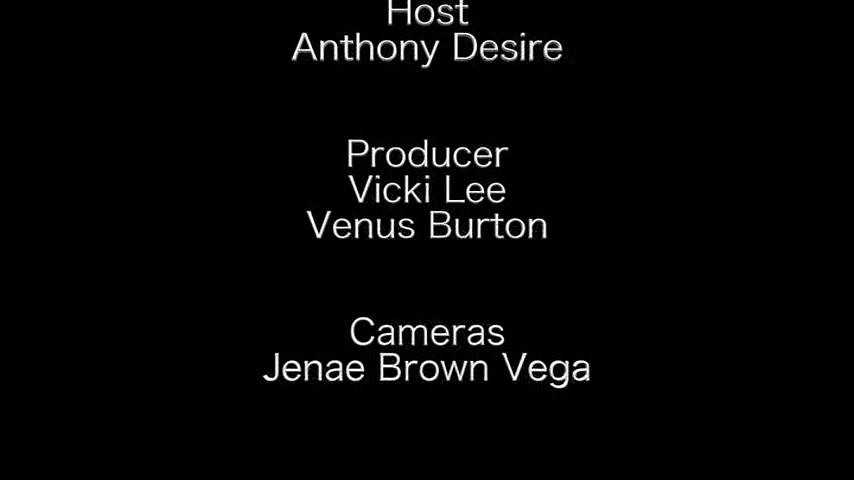 Host
Anthony Desire
Producer
Vicki Lee
Venus Burton
Cameras
Jenae Brown Vega